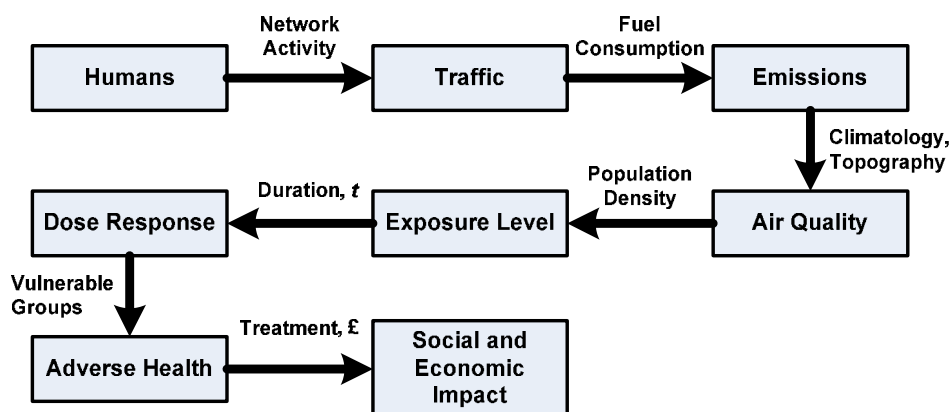 Humans
Network
Activity
Traffic
Fuel
Consumption
Emissions
Climatology,
Topography
Air Quality
Population
Density
Exposure Level
Duration, t
Dose Response
Vulnerable
Groups
Adverse Health
Treatment, £
Social and
Economic
Impact